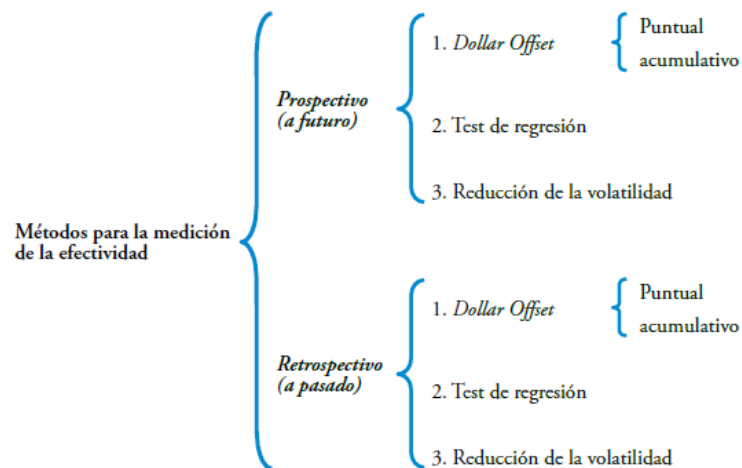 Métodos para la medición
de la efectividad
Prospectivo
(a futuro)
1. Dollar Offset
Puntual
acumulativo
2. Test de regresión
3. Reducción de la volatilidad
Retrospectivo
(a pasado)
1. Dollar Offset
Puntual
acumulativo
2. Test de regresión
3. Reducción de la volatilidad